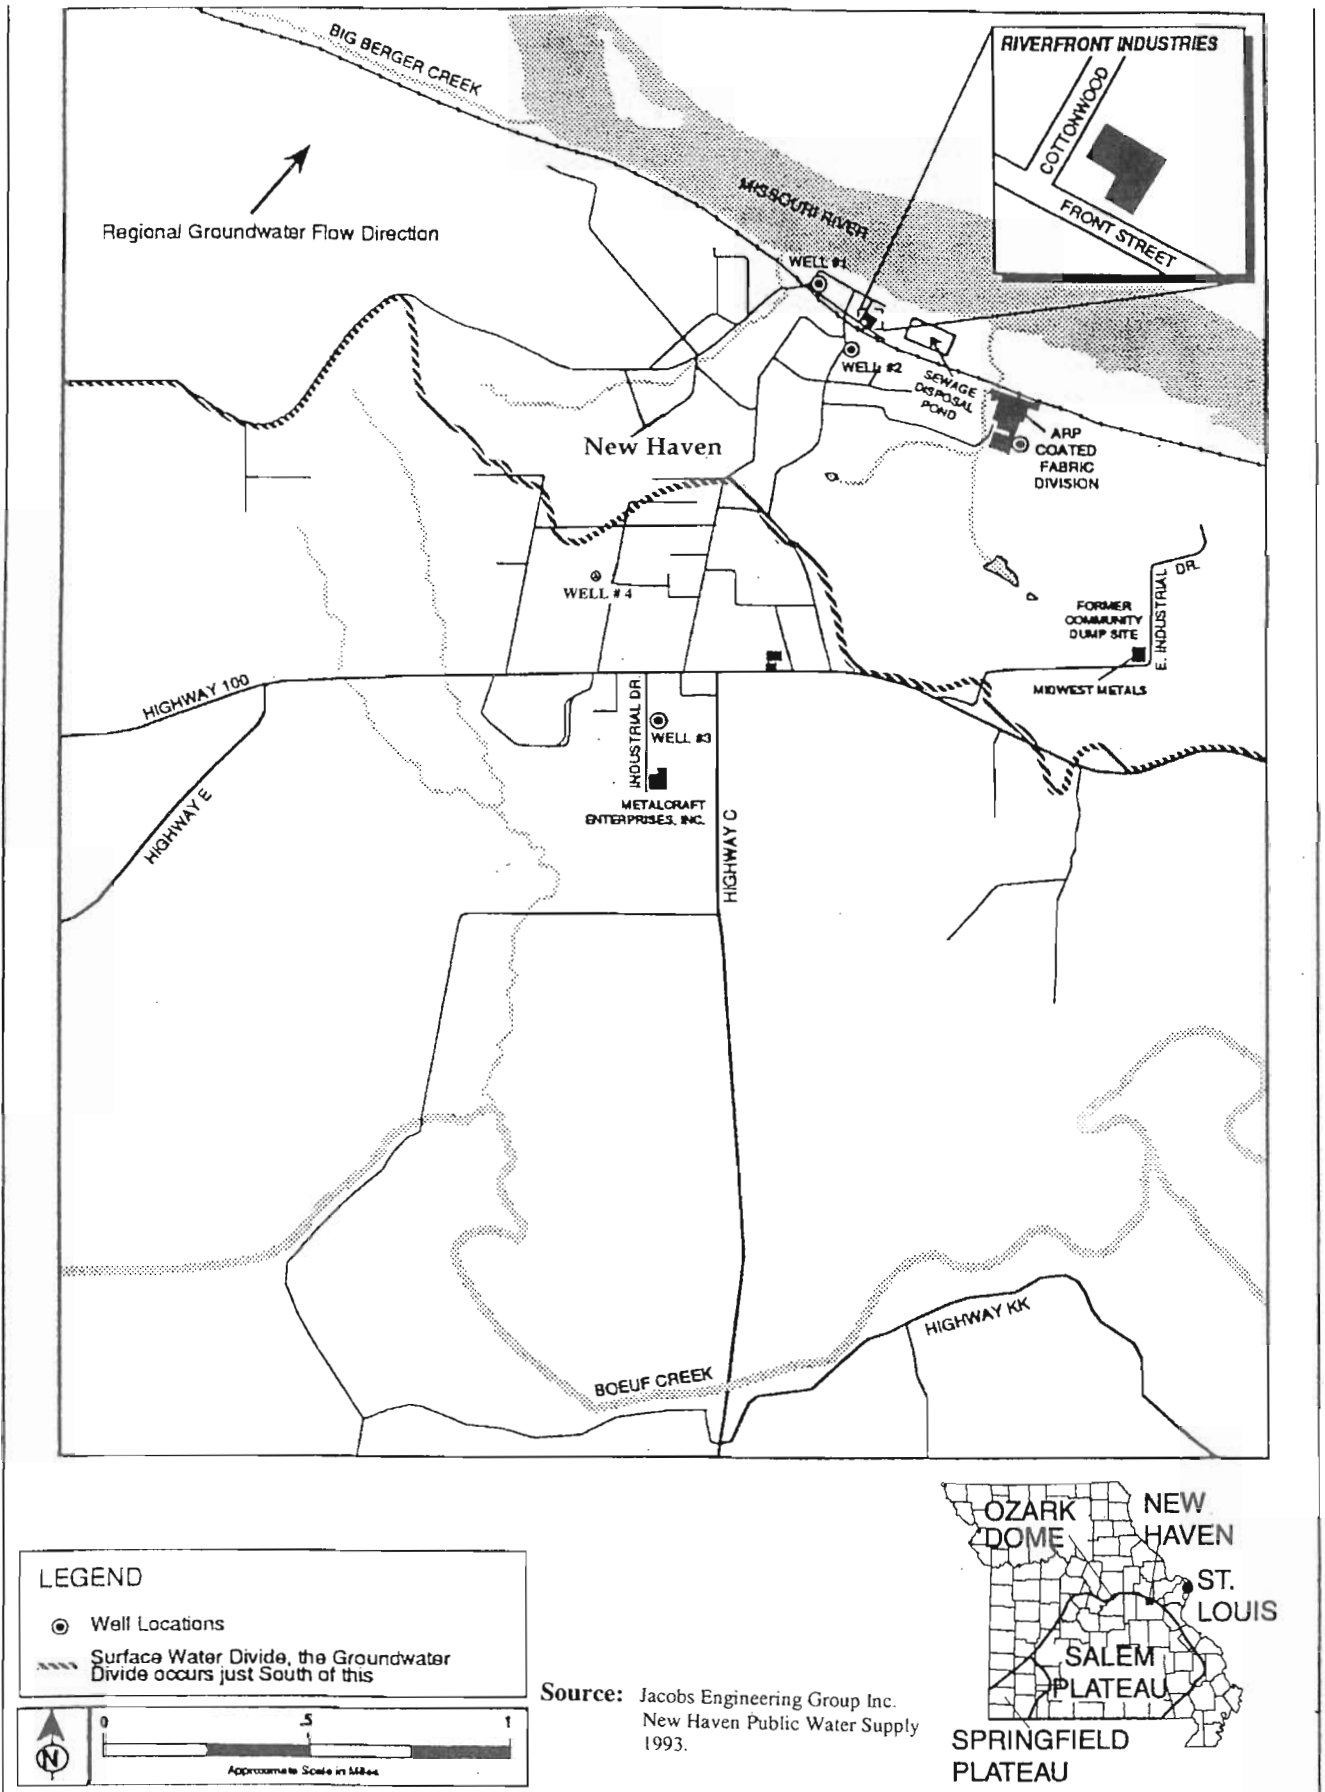 BIG BERGER CREEK
RIVERFRONT INDUSTRIES
COTTONWOOD
FRONT STREET
Regional Groundwater Flow Direction
MISSOURI RIVER
WELL #1
WELL #2
SEWAGE
DISPOSAL
POND
ARP
COATED
FABRIC
DIVISION
New Haven
WELL # 4
E. INDUSTRIAL DR.
FORMER
COMMUNITY
DUMP SITE
MIDWEST METALS
HIGHWAY 100
HIGHWAY E
INDUSTRIAL DR.
WELL #3
METALCRAFT
ENTERPRISES, INC.
HIGHWAY C
HIGHWAY KK
BOEUF CREEK
LEGEND
Well Locations
Surface Water Divide, the Groundwater
Divide occurs just South of this
N
0 .5 1
Approximate Scale in Miles
Source: Jacobs Engineering Group Inc.
New Haven Public Water Supply
1993.
OZARK
DOME
NEW
HAVEN
ST.
LOUIS
SALEM
PLATEAU
SPRINGFIELD
PLATEAU